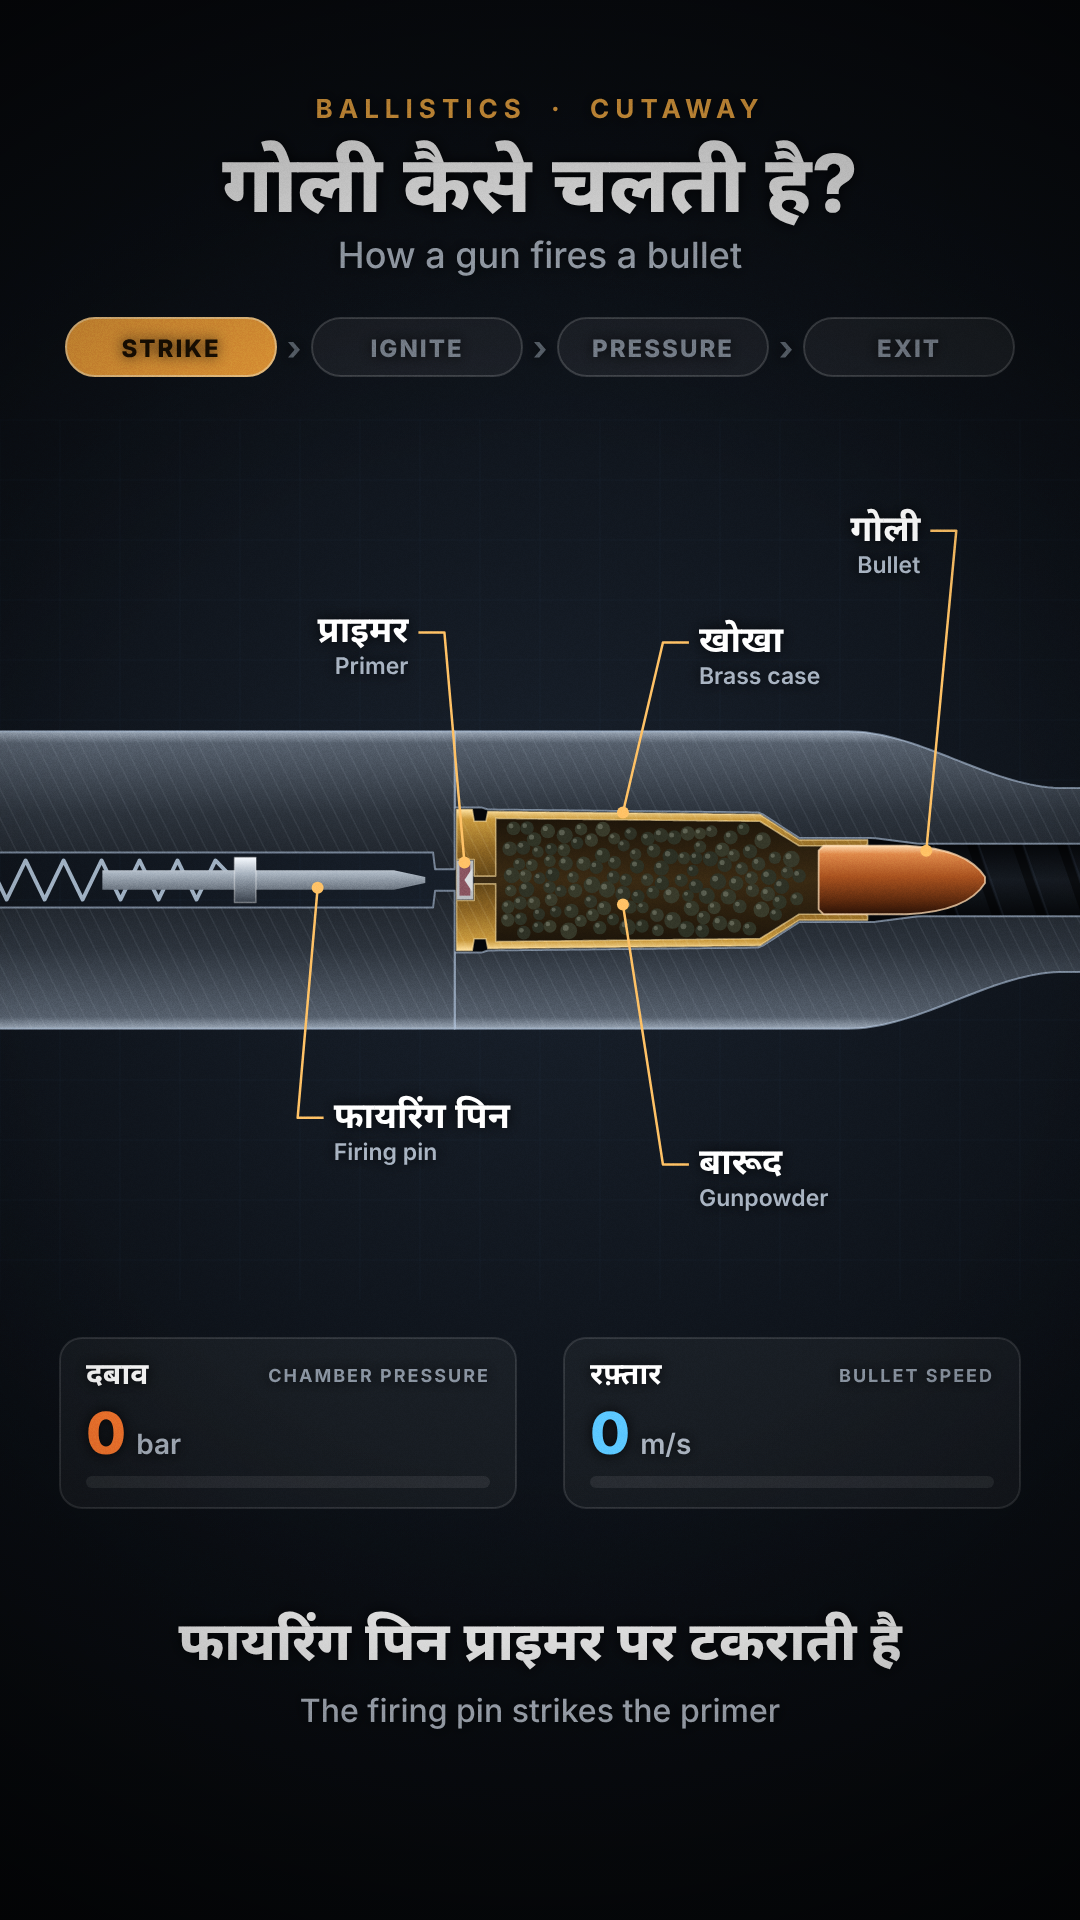 BALLISTICS · CUTAWAY
गोली कैसे चलती है?
How a gun fires a bullet
STRIKE › IGNITE › PRESSURE › EXIT
गोली
Bullet
प्राइमर
Primer
खोखा
Brass case
फायरिंग पिन
Firing pin
बारूद
Gunpowder
दबाव CHAMBER PRESSURE
0 bar
रफ़्तार BULLET SPEED
0 m/s
फायरिंग पिन प्राइमर पर टकराती है
The firing pin strikes the primer